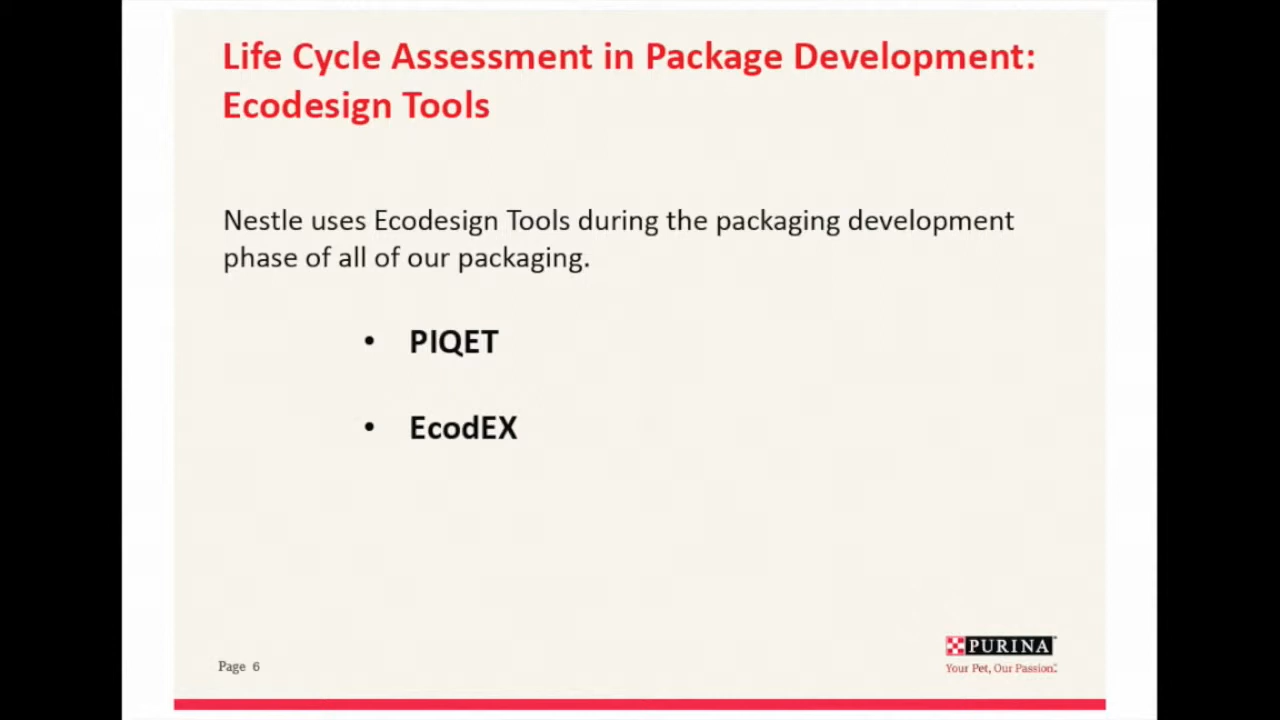 Life Cycle Assessment in Package Development:
Ecodesign Tools
Nestle uses Ecodesign Tools during the packaging development
phase of all of our packaging.
• PIQET
• EcodEX
PURINA
Your Pet, Our Passion.™
Page 6